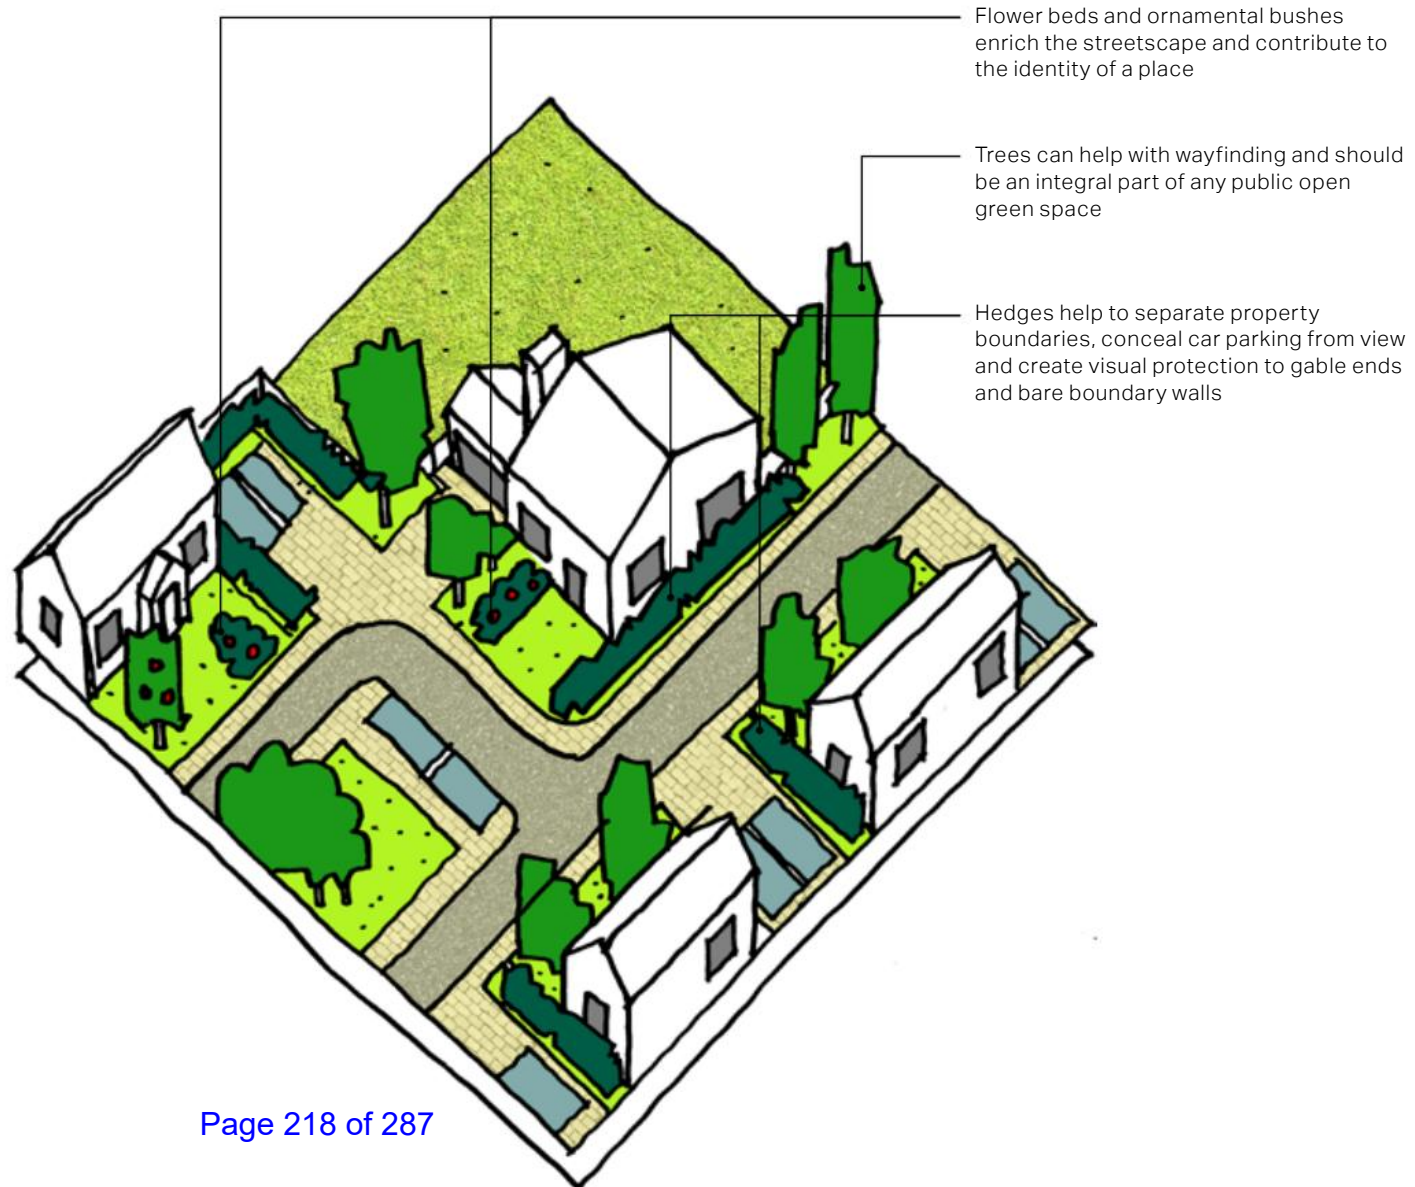 Flower beds and ornamental bushes
enrich the streetscape and contribute to
the identity of a place
Trees can help with wayfinding and should
be an integral part of any public open
green space
Hedges help to separate property
boundaries, conceal car parking from view
and create visual protection to gable ends
and bare boundary walls
Page 218 of 287